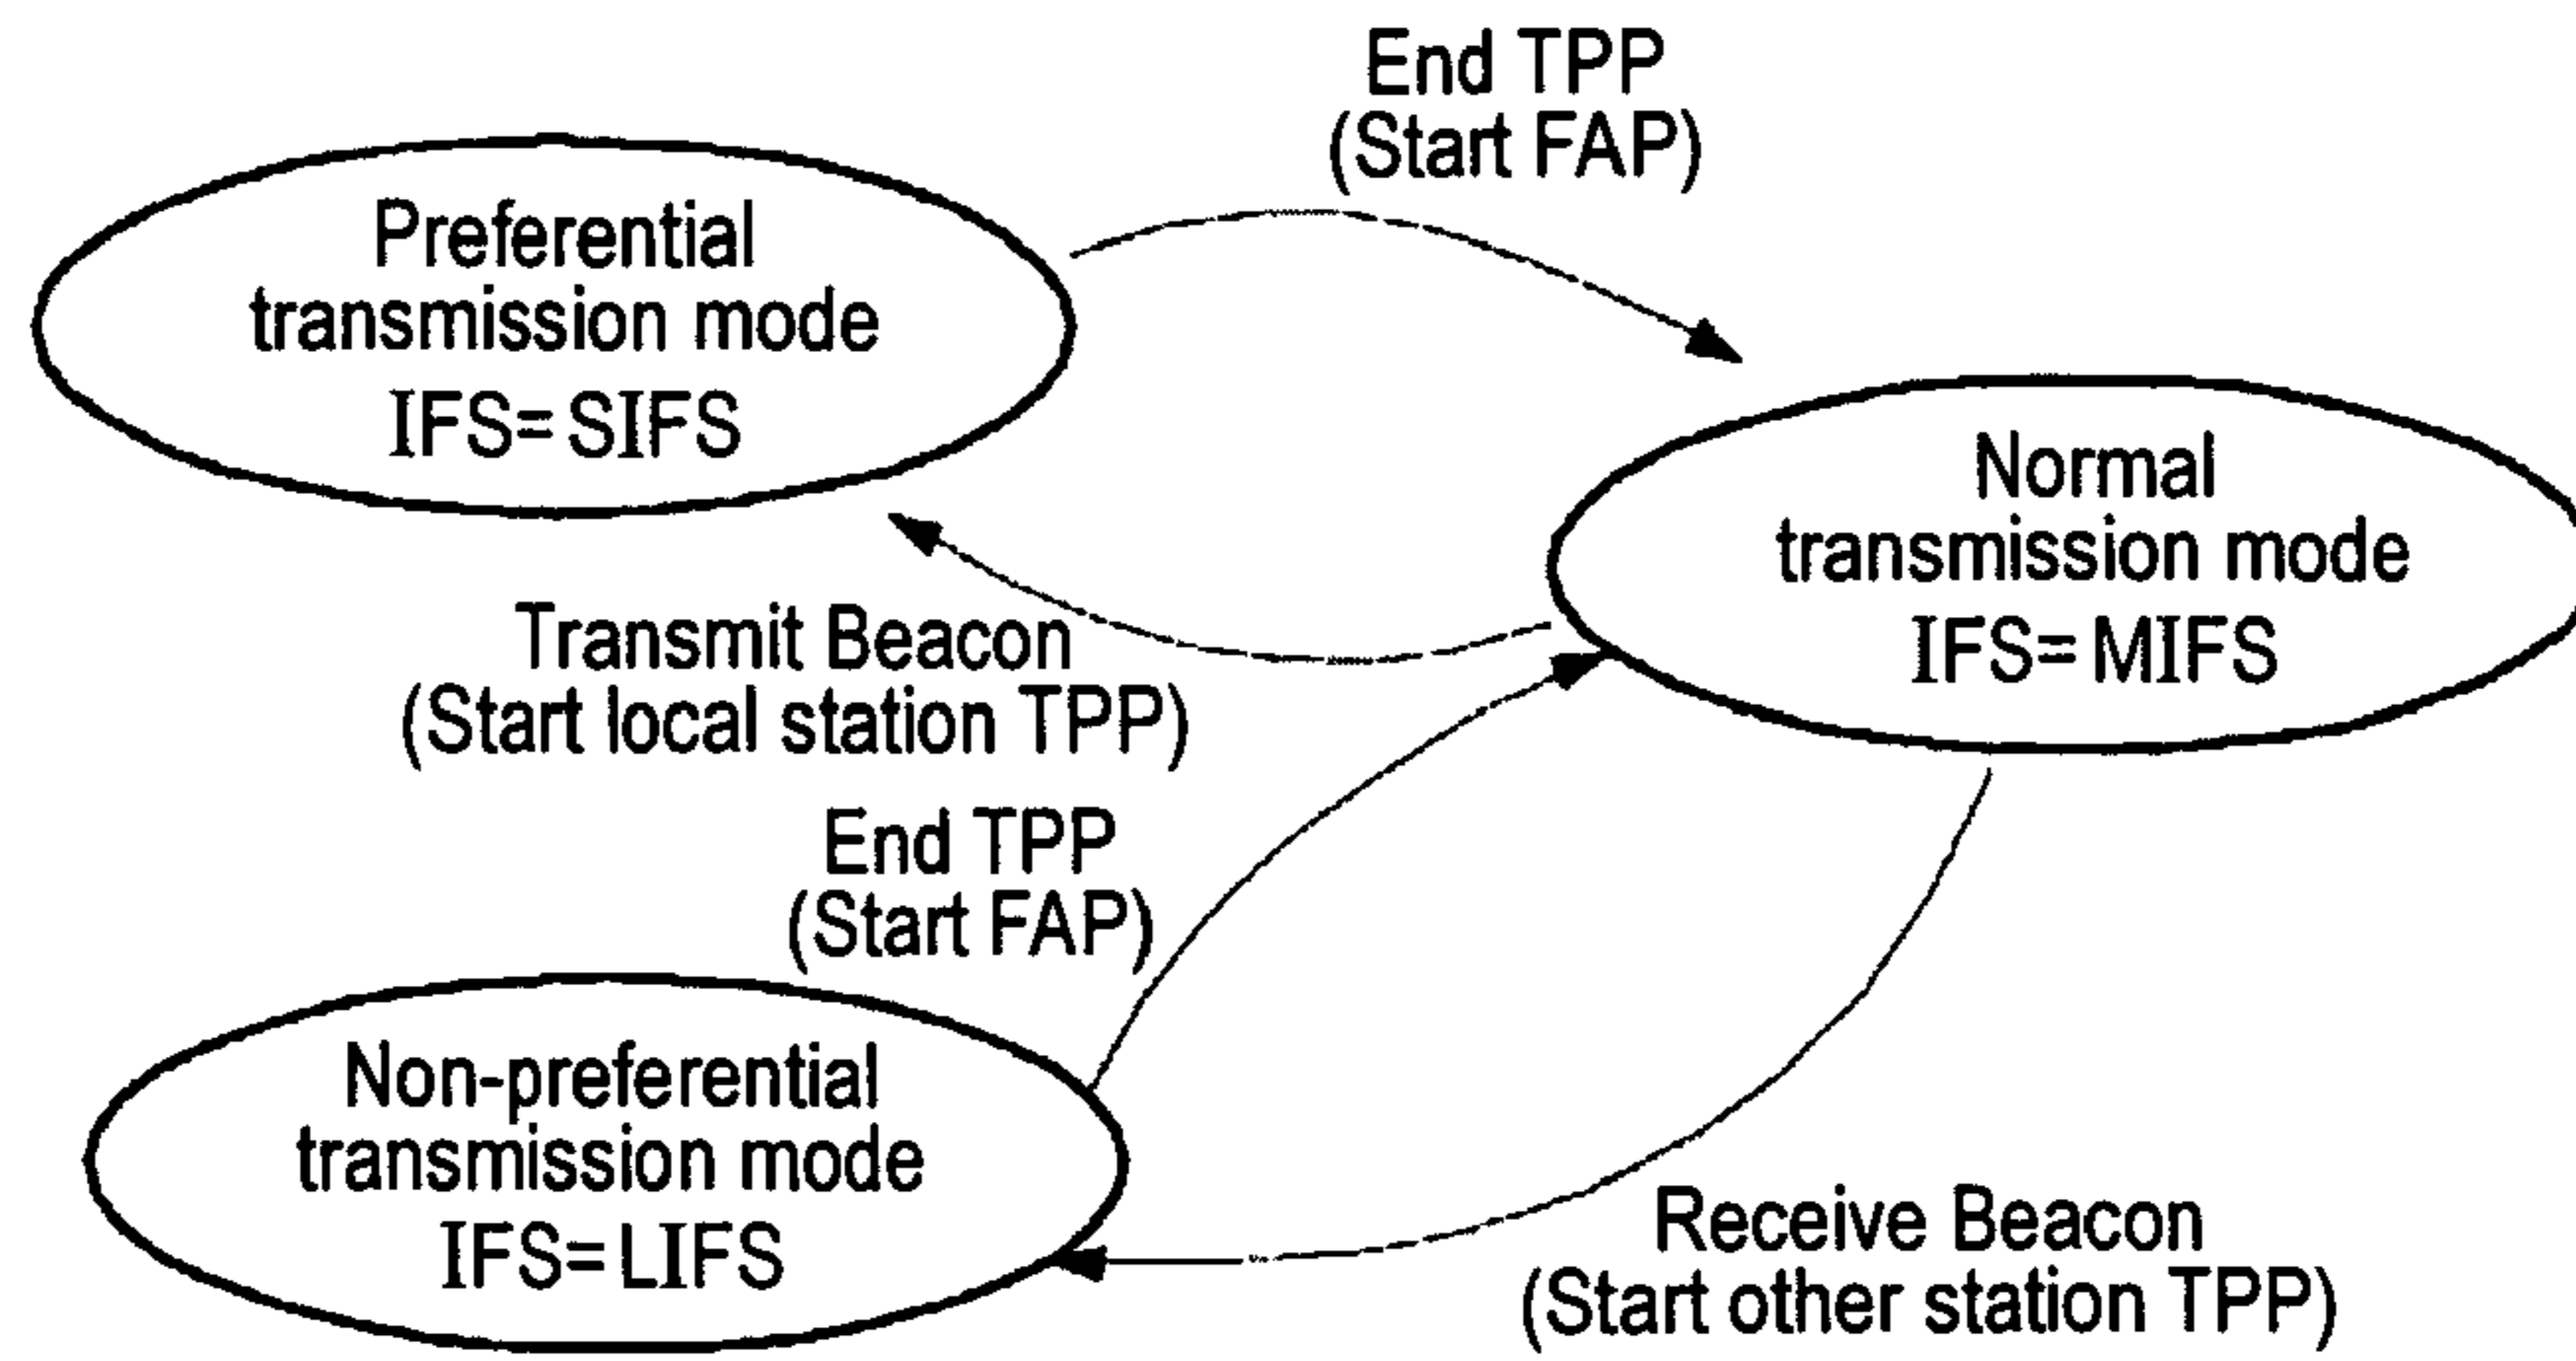 End TPP
(Start FAP)
Preferential
transmission mode
IFS=SIFS
Normal
transmission mode
IFS=MIFS
Transmit Beacon
(Start local station TPP)
End TPP
(Start FAP)
Non-preferential
transmission mode
IFS=LIFS
Receive Beacon
(Start other station TPP)